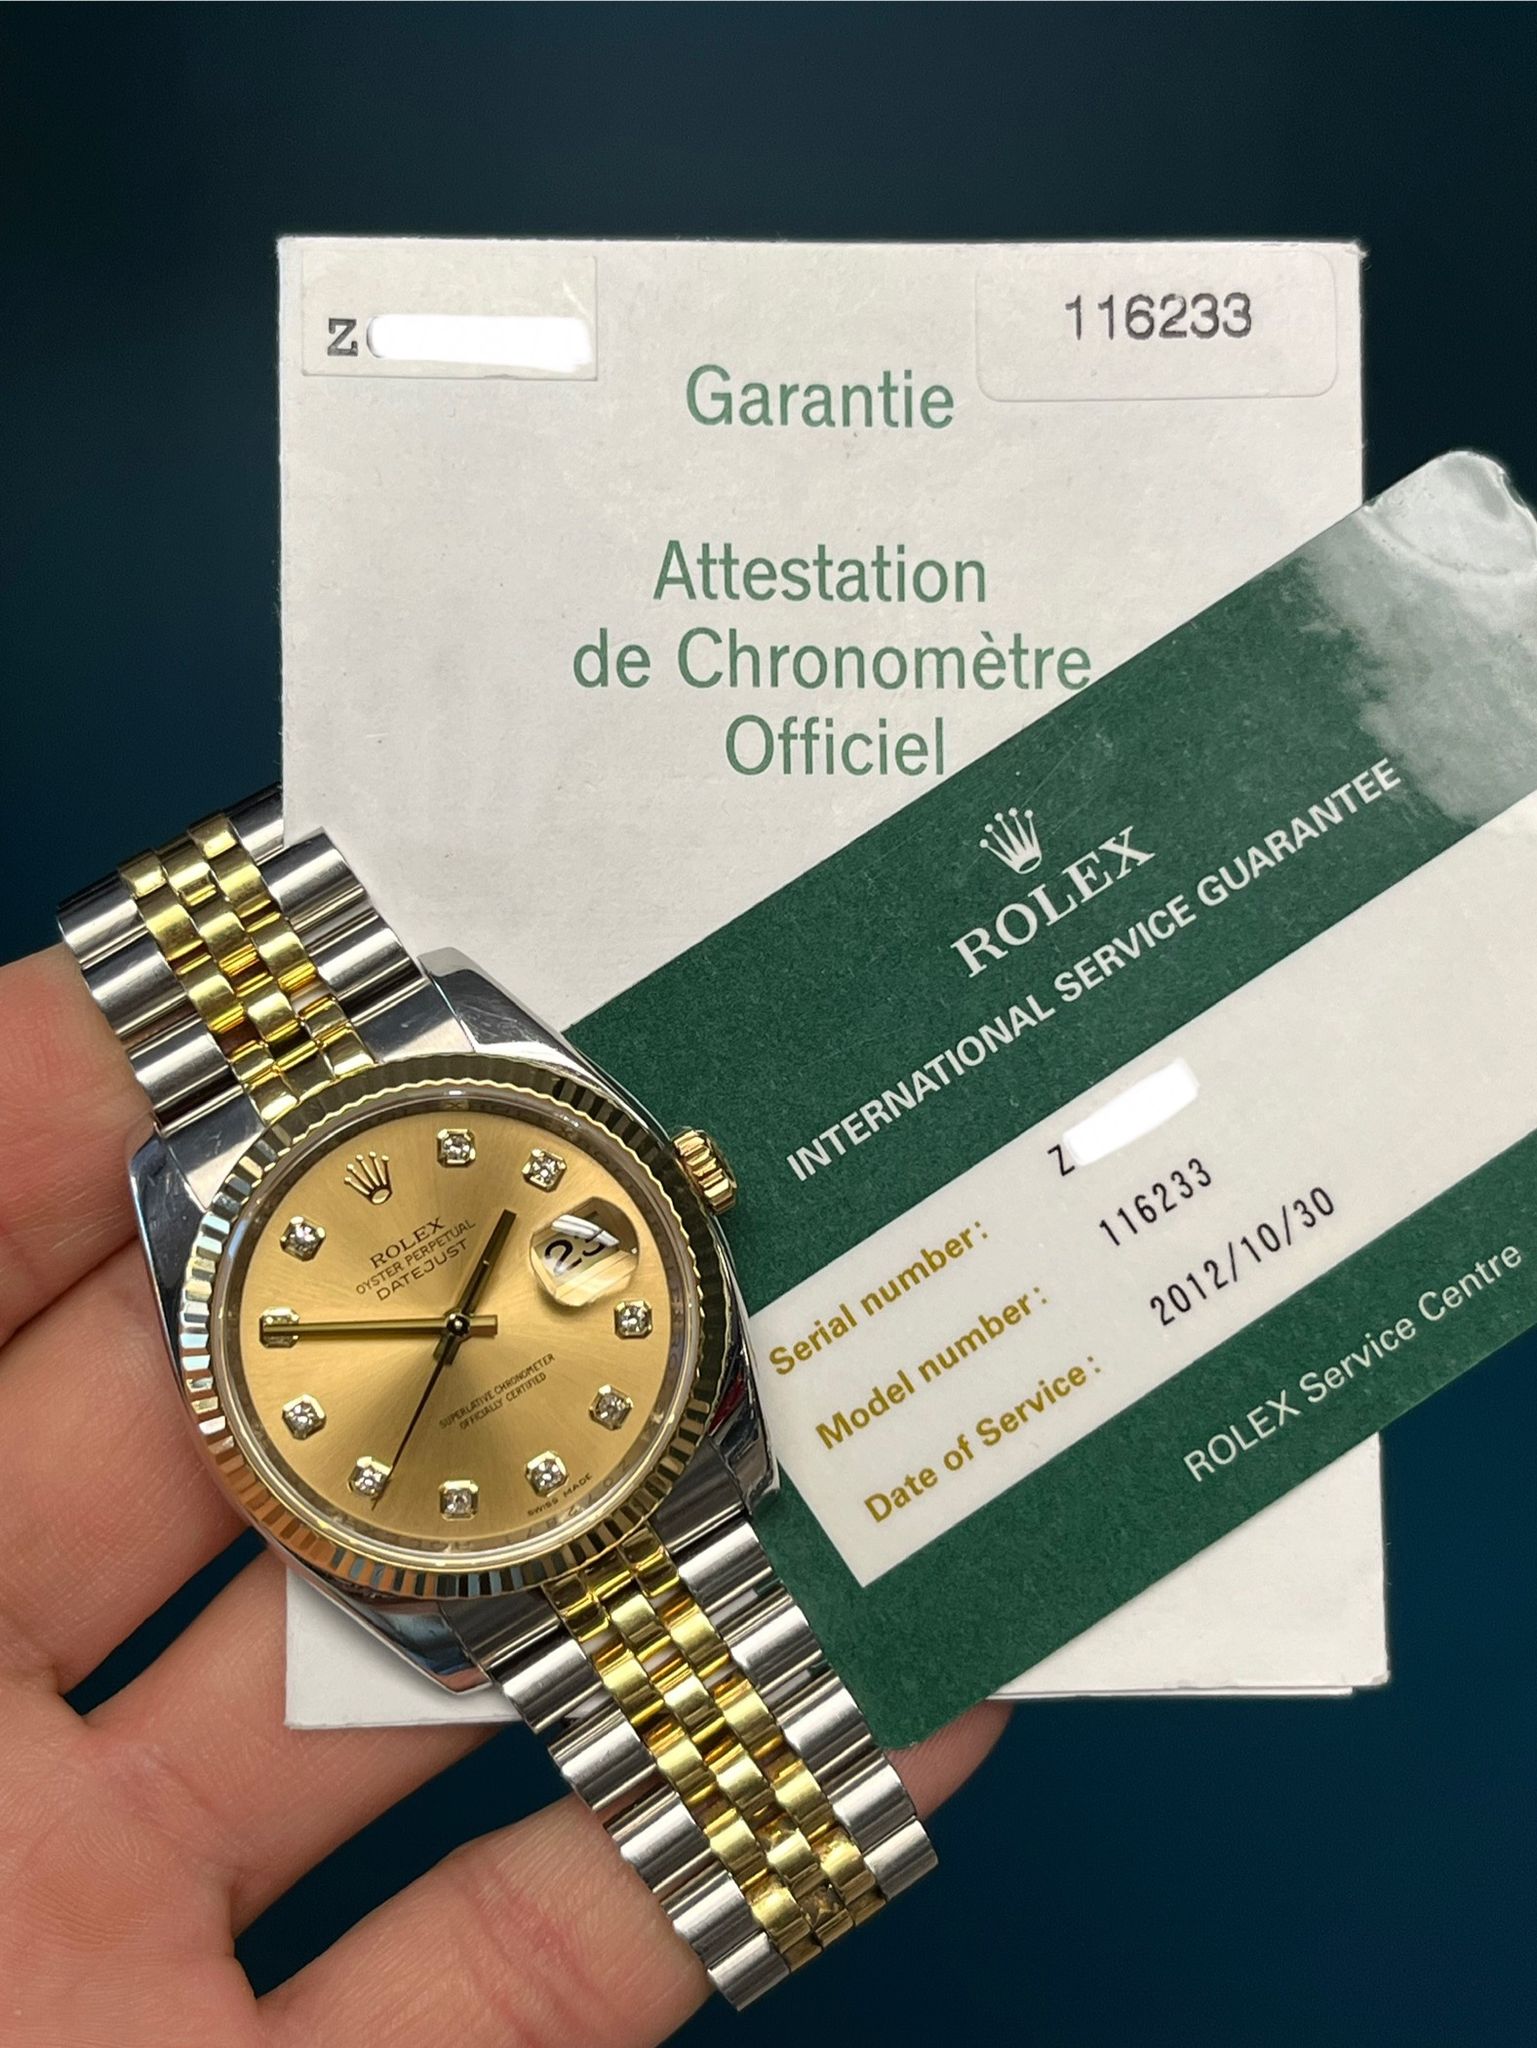 Z
116233
Garantie
Attestation
de Chronomètre
Officiel
ROLEX
INTERNATIONAL SERVICE GUARANTEE
Serial number: Z
Model number: 116233
Date of Service: 2012/10/30
ROLEX Service Centre
ROLEX
OYSTER PERPETUAL
DATEJUST
25
SUPERLATIVE CHRONOMETER
OFFICIALLY CERTIFIED
SWISS MADE